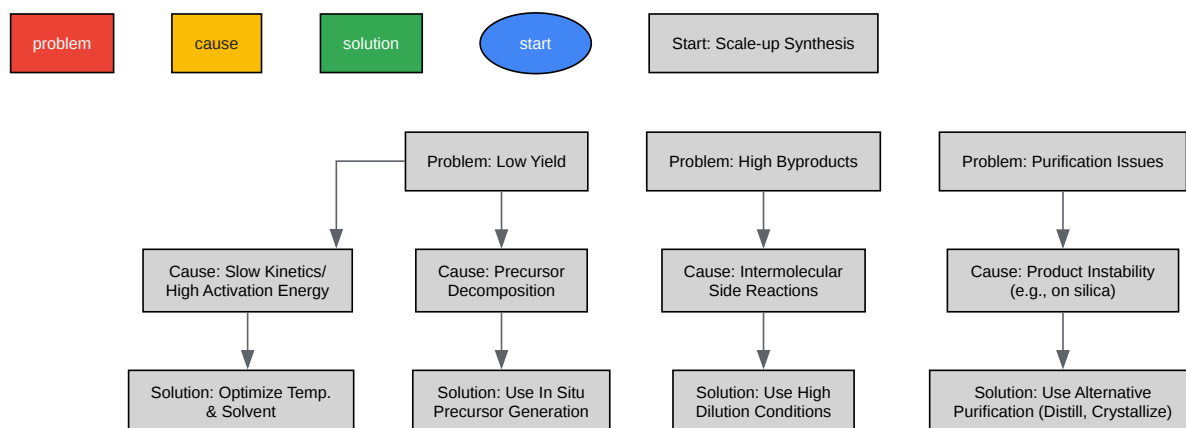 problem
cause
solution
start
Start: Scale-up Synthesis
Problem: Low Yield
Problem: High Byproducts
Problem: Purification Issues
Cause: Slow Kinetics/
High Activation Energy
Cause: Precursor
Decomposition
Cause: Intermolecular
Side Reactions
Cause: Product Instability
(e.g., on silica)
Solution: Optimize Temp.
& Solvent
Solution: Use In Situ
Precursor Generation
Solution: Use High
Dilution Conditions
Solution: Use Alternative
Purification (Distill, Crystallize)